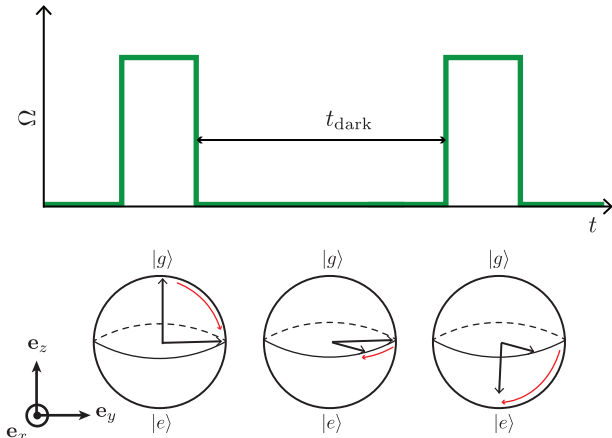 Ω
t_dark
t
|g⟩ |g⟩ |g⟩
e_z
e_y
e_x
|e⟩ |e⟩ |e⟩